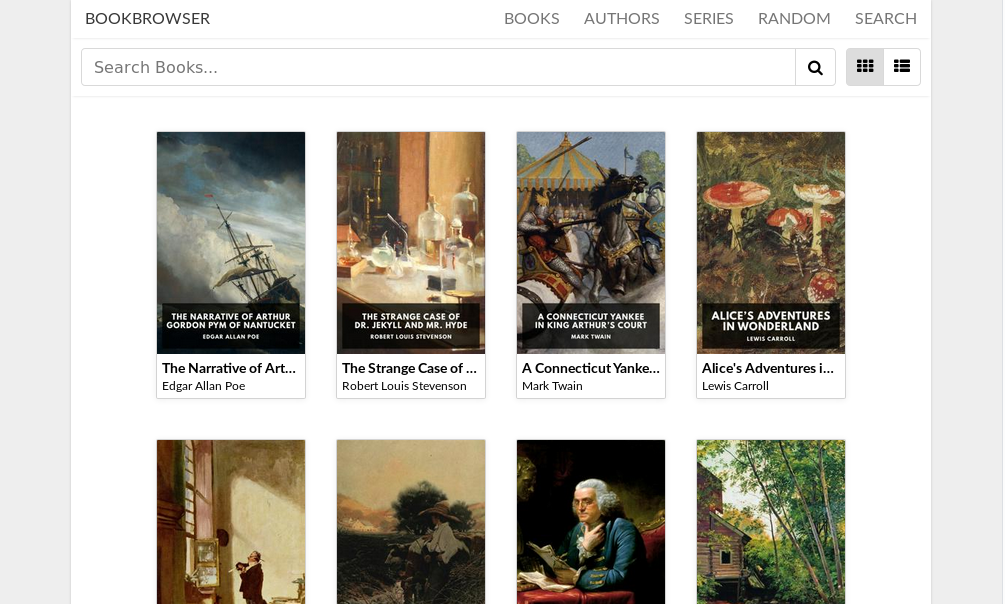 BOOKBROWSER
BOOKS AUTHORS SERIES RANDOM SEARCH
Search Books...
THE NARRATIVE OF ARTHUR
GORDON PYM OF NANTUCKET
EDGAR ALLAN POE
THE STRANGE CASE OF
DR. JEKYLL AND MR. HYDE
ROBERT LOUIS STEVENSON
A CONNECTICUT YANKEE
IN KING ARTHUR'S COURT
MARK TWAIN
ALICE'S ADVENTURES
IN WONDERLAND
LEWIS CARROLL
The Narrative of Art...
Edgar Allan Poe
The Strange Case of ...
Robert Louis Stevenson
A Connecticut Yanke...
Mark Twain
Alice's Adventures i...
Lewis Carroll